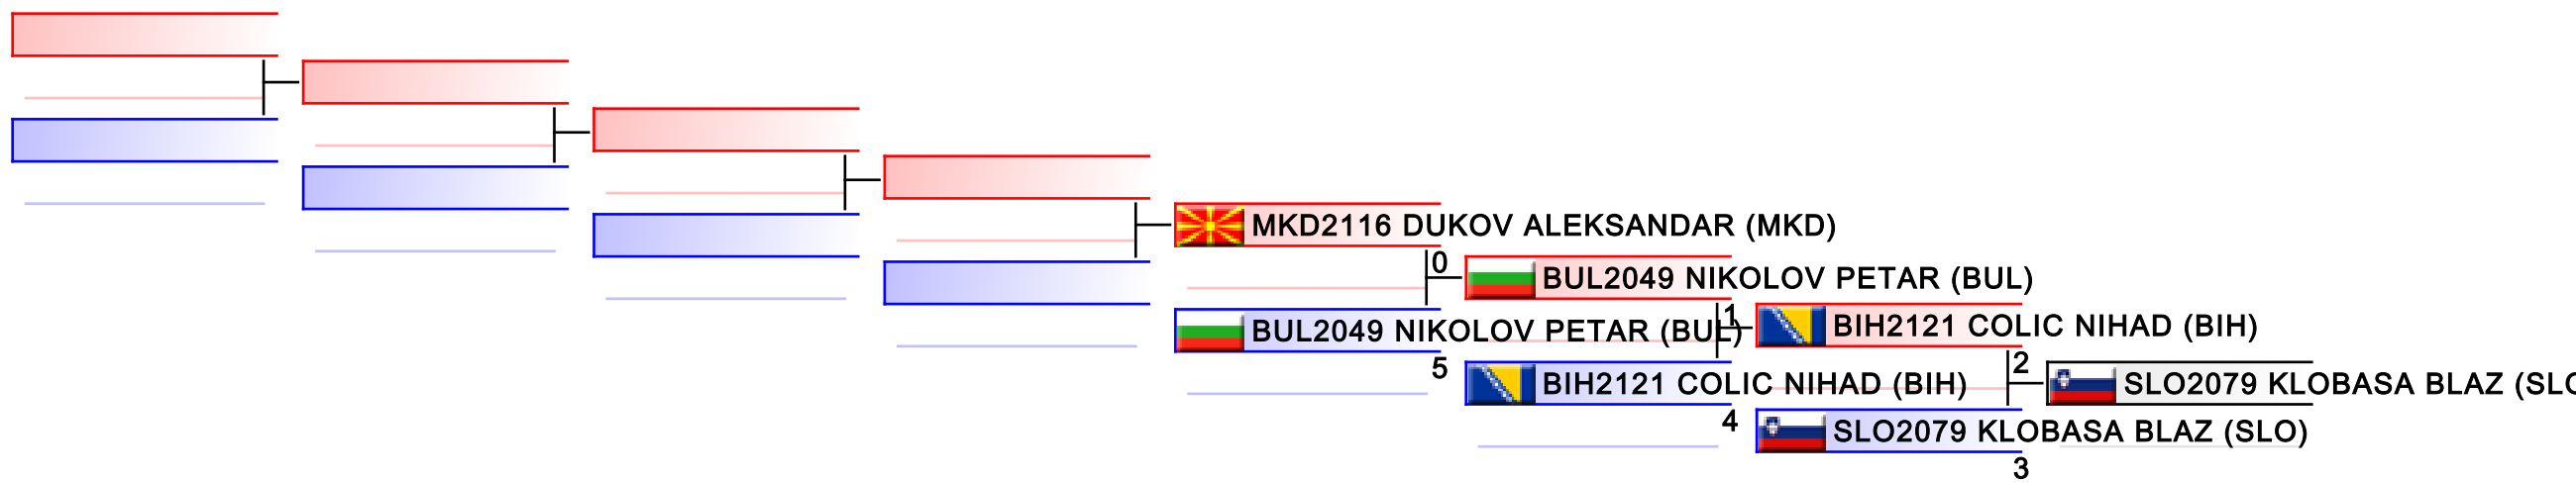 MKD2116 DUKOV ALEKSANDAR (MKD)
0
BUL2049 NIKOLOV PETAR (BUL)
BUL2049 NIKOLOV PETAR (BUL)
5
1
BIH2121 COLIC NIHAD (BIH)
BIH2121 COLIC NIHAD (BIH)
4
2
SLO2079 KLOBASA BLAZ (SLO
SLO2079 KLOBASA BLAZ (SLO)
3